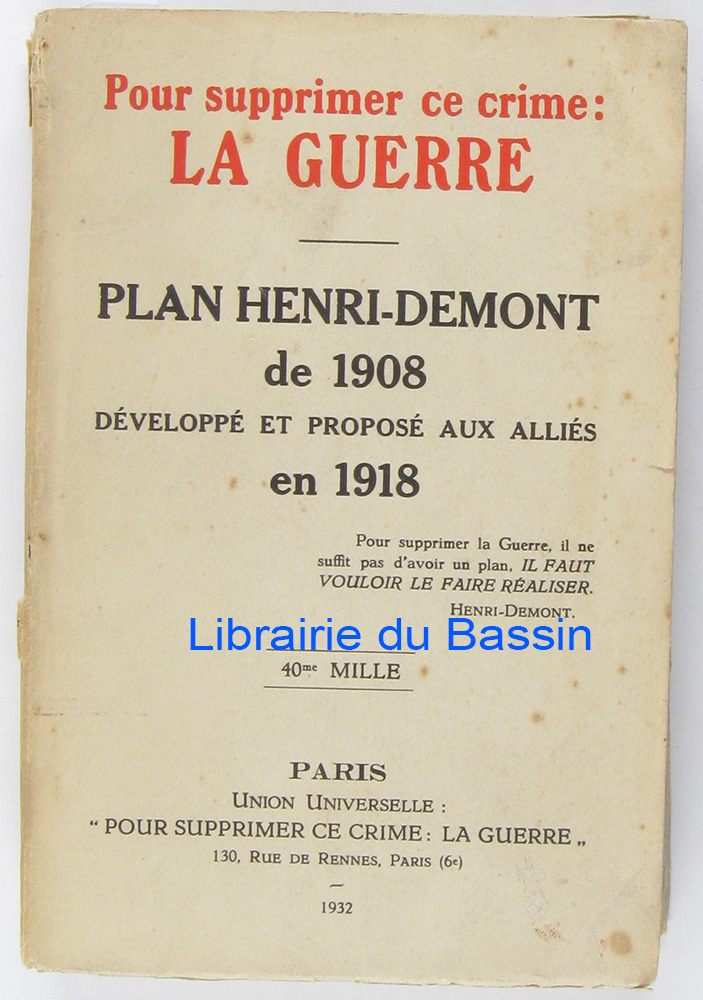 Pour supprimer ce crime:
LA GUERRE
PLAN HENRI-DEMONT
de 1908
DÉVELOPPÉ ET PROPOSÉ AUX ALLIÉS
en 1918
Pour supprimer la Guerre, il ne
suffit pas d'avoir un plan, IL FAUT
VOULOIR LE FAIRE RÉALISER.
HENRI-DEMONT.
Librairie du Bassin
40me MILLE
PARIS
UNION UNIVERSELLE :
“ POUR SUPPRIMER CE CRIME: LA GUERRE „
130, RUE DE RENNES, PARIS (6e)
1932